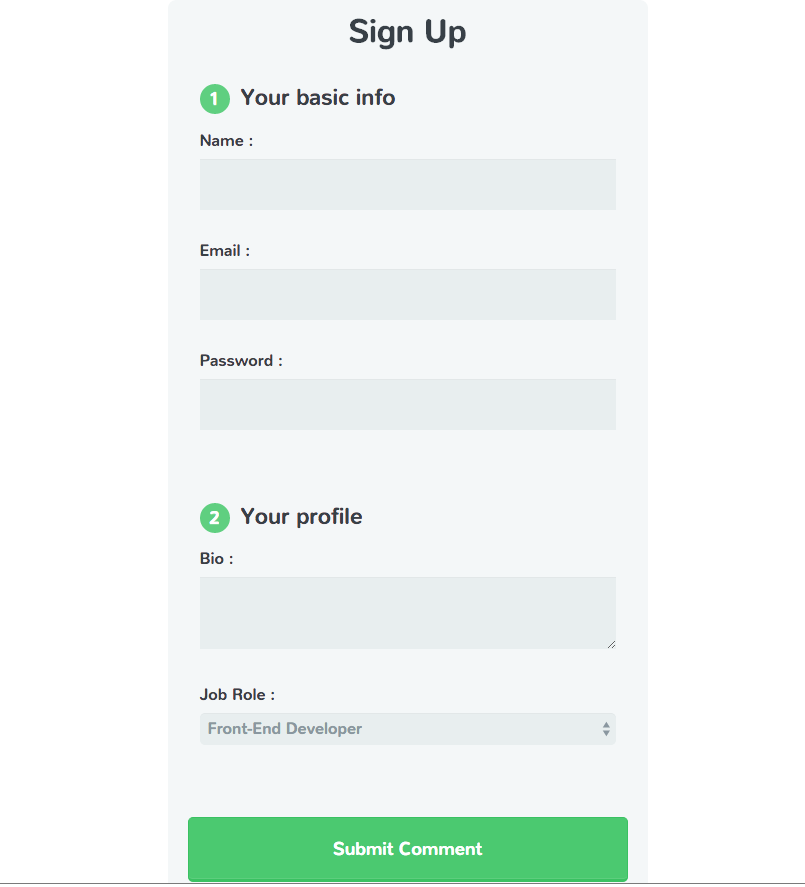 Sign Up
1 Your basic info
Name :
Email :
Password :
2 Your profile
Bio :
Job Role :
Front-End Developer
Submit Comment